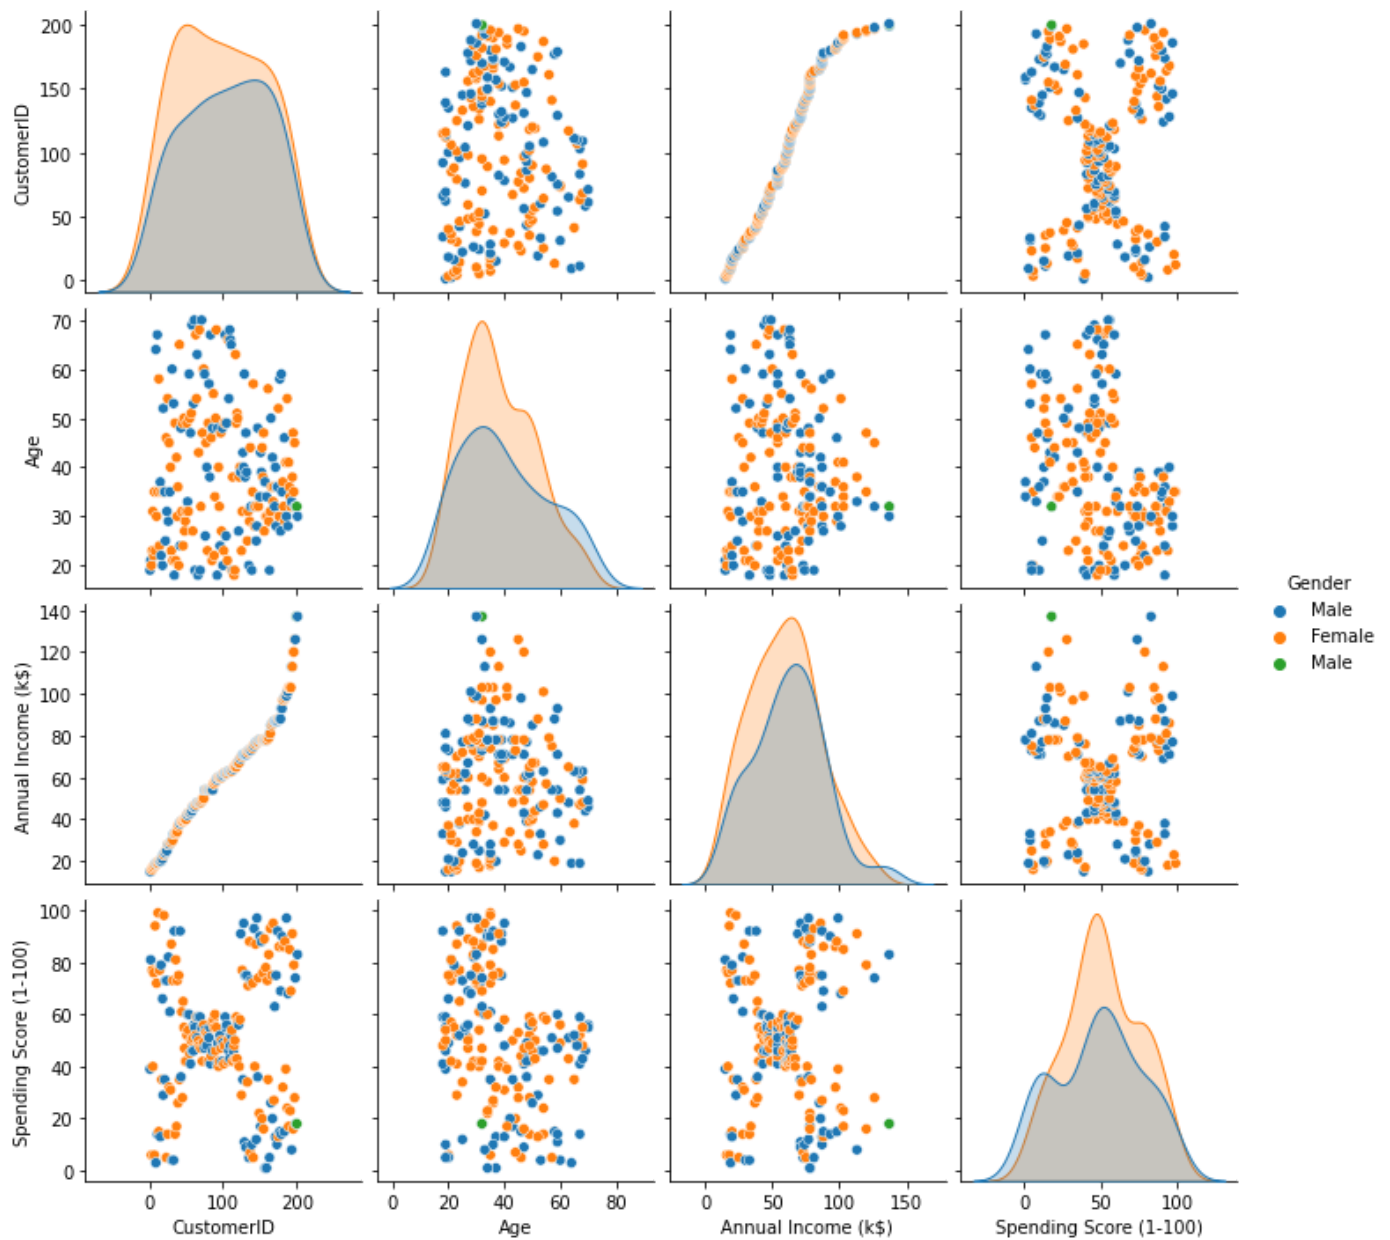 200
150
100
50
0
CustomerID
70
60
50
40
30
20
Age
Gender
Male
Female
Male
140
120
100
80
60
40
20
Annual Income (k$)
100
80
60
40
20
0
Spending Score (1-100)
0 100 200 0 20 40 60 80 0 50 100 150 0 50 100
CustomerID Age Annual Income (k$) Spending Score (1-100)